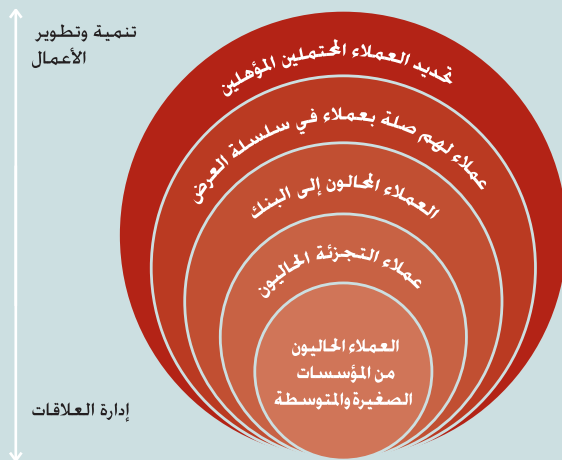 تنمية وتطوير
الأعمال
تحديد العملاء المحتملين المؤهلين
عملاء لهم صلة بعملاء في سلسلة العرض
العملاء المحالون إلى البنك
عملاء التجزئة الحاليون
العملاء الحاليون
من المؤسسات
الصغيرة والمتوسطة
إدارة العلاقات